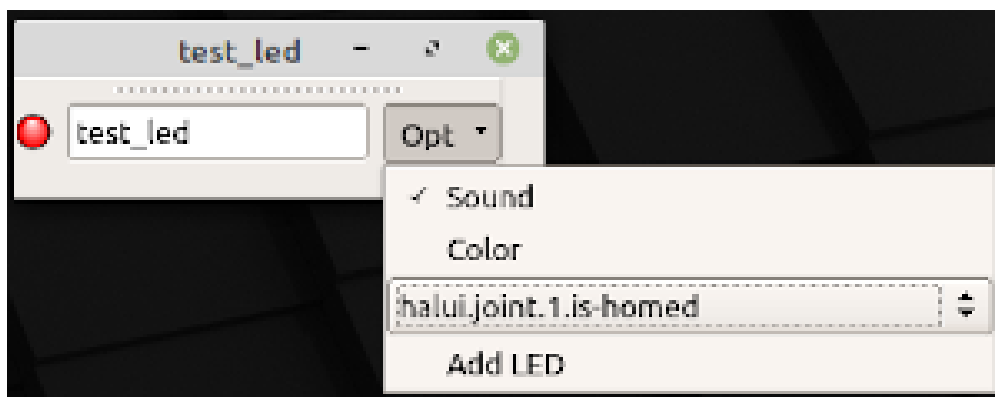 test_led
test_led Opt
Sound
Color
halui.joint.1.is-homed
Add LED